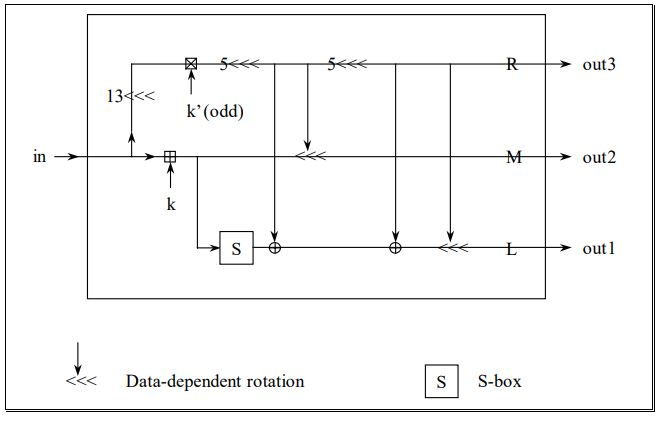 5<<< 5<<< R out3
13<<<
k'(odd)
in <<< M out2
k
S <<< L out1
<<< Data-dependent rotation S S-box